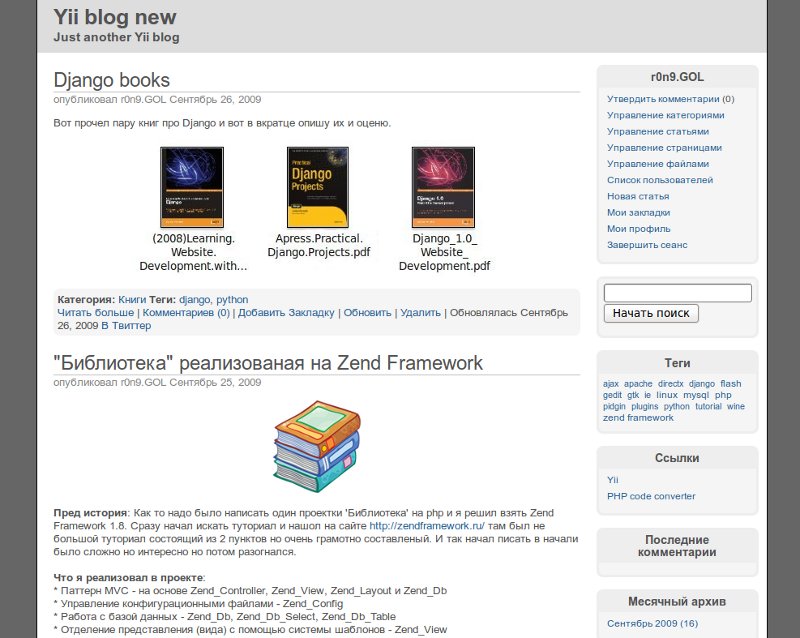 Yii blog new
Just another Yii blog
Django books
опубликовал r0n9.GOL Сентябрь 26, 2009
Вот прочел пару книг про Django и вот в вкратце опишу их и оценю.
Practical
Django
Projects
Django 1.0
(2008)Learning.
Website.
Development.with...
Apress.Practical.
Django.Projects.pdf
Django_1.0_
Website_
Development.pdf
Категория: Книги Теги: django, python
Читать больше | Комментариев (0) | Добавить Закладку | Обновить | Удалить | Обновлялась Сентябрь
26, 2009 В Твиттер
"Библиотека" реализованая на Zend Framework
опубликовал r0n9.GOL Сентябрь 25, 2009
Пред история: Как то надо было написать один проектки 'Библиотека' на php и я решил взять Zend
Framework 1.8. Сразу начал искать туториал и нашол на сайте http://zendframework.ru/ там был не
большой туториал состоящий из 2 пунктов но очень грамотно составленый. И так начал писать в начали
было сложно но интересно но потом разогнался.
Что я реализовал в проекте:
* Паттерн MVC - на основе Zend_Controller, Zend_View, Zend_Layout и Zend_Db
* Управление конфигурационными файлами - Zend_Config
* Работа с базой данных - Zend_Db, Zend_Db_Select, Zend_Db_Table
* Отделение представления (вида) с помощью системы шаблонов - Zend_View
r0n9.GOL
Утвердить комментарии (0)
Управление категориями
Управление статьями
Управление страницами
Управление файлами
Список пользователей
Новая статья
Мои закладки
Мой профиль
Завершить сеанс
Начать поиск
Теги
ajax apache directx django flash
gedit gtk ie linux mysql php
pidgin plugins python tutorial wine
zend framework
Ссылки
Yii
PHP code converter
Последние
комментарии
Месячный архив
Сентябрь 2009 (16)